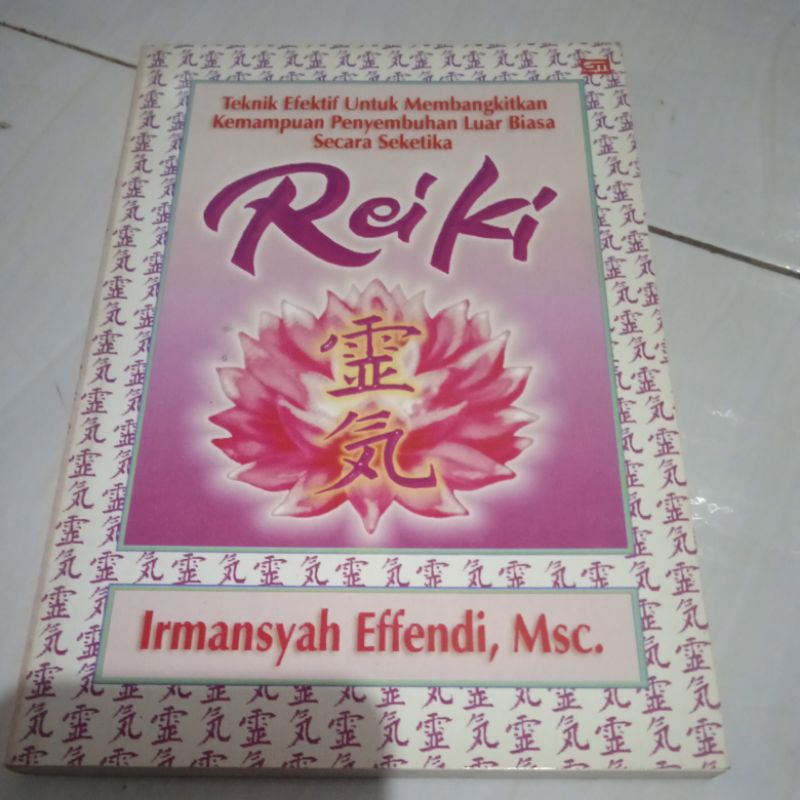 Teknik Efektif Untuk Membangkitkan
Kemampuan Penyembuhan Luar Biasa
Secara Seketika
Reiki
霊
気
Irmansyah Effendi, Msc.